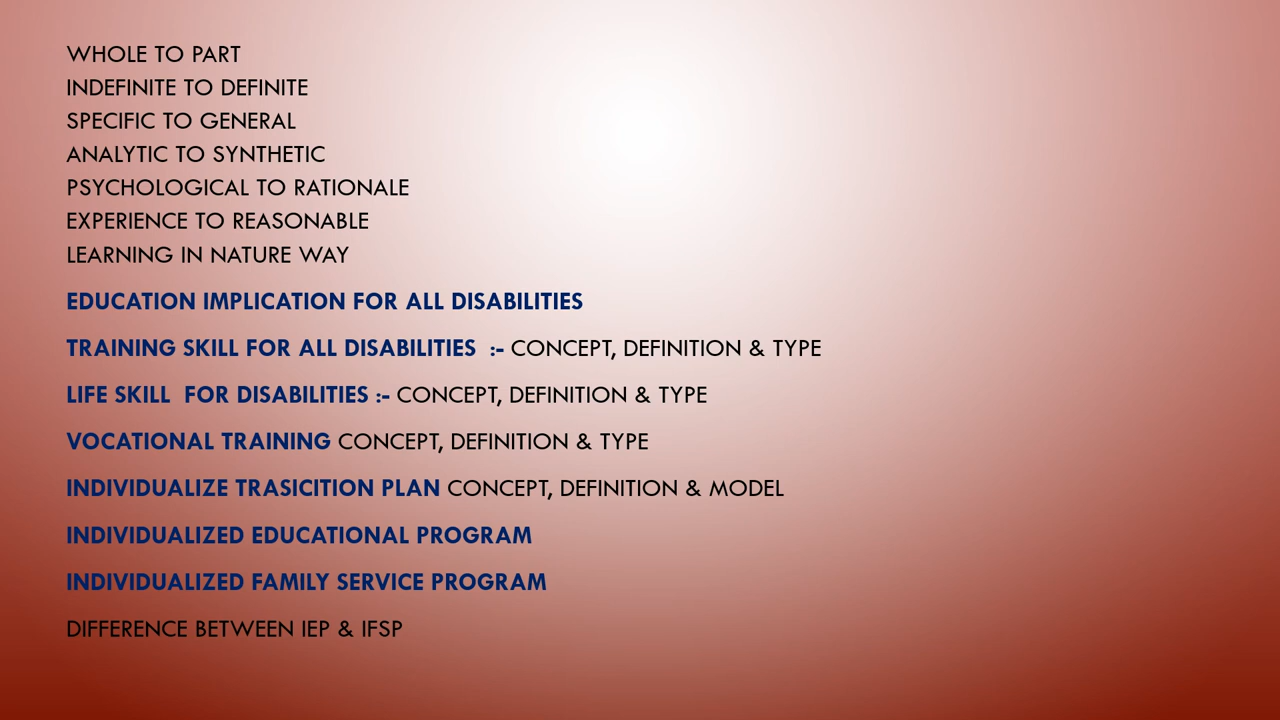 WHOLE TO PART
INDEFINITE TO DEFINITE
SPECIFIC TO GENERAL
ANALYTIC TO SYNTHETIC
PSYCHOLOGICAL TO RATIONALE
EXPERIENCE TO REASONABLE
LEARNING IN NATURE WAY
EDUCATION IMPLICATION FOR ALL DISABILITIES
TRAINING SKILL FOR ALL DISABILITIES :- CONCEPT, DEFINITION & TYPE
LIFE SKILL FOR DISABILITIES :- CONCEPT, DEFINITION & TYPE
VOCATIONAL TRAINING CONCEPT, DEFINITION & TYPE
INDIVIDUALIZE TRASICITION PLAN CONCEPT, DEFINITION & MODEL
INDIVIDUALIZED EDUCATIONAL PROGRAM
INDIVIDUALIZED FAMILY SERVICE PROGRAM
DIFFERENCE BETWEEN IEP & IFSP